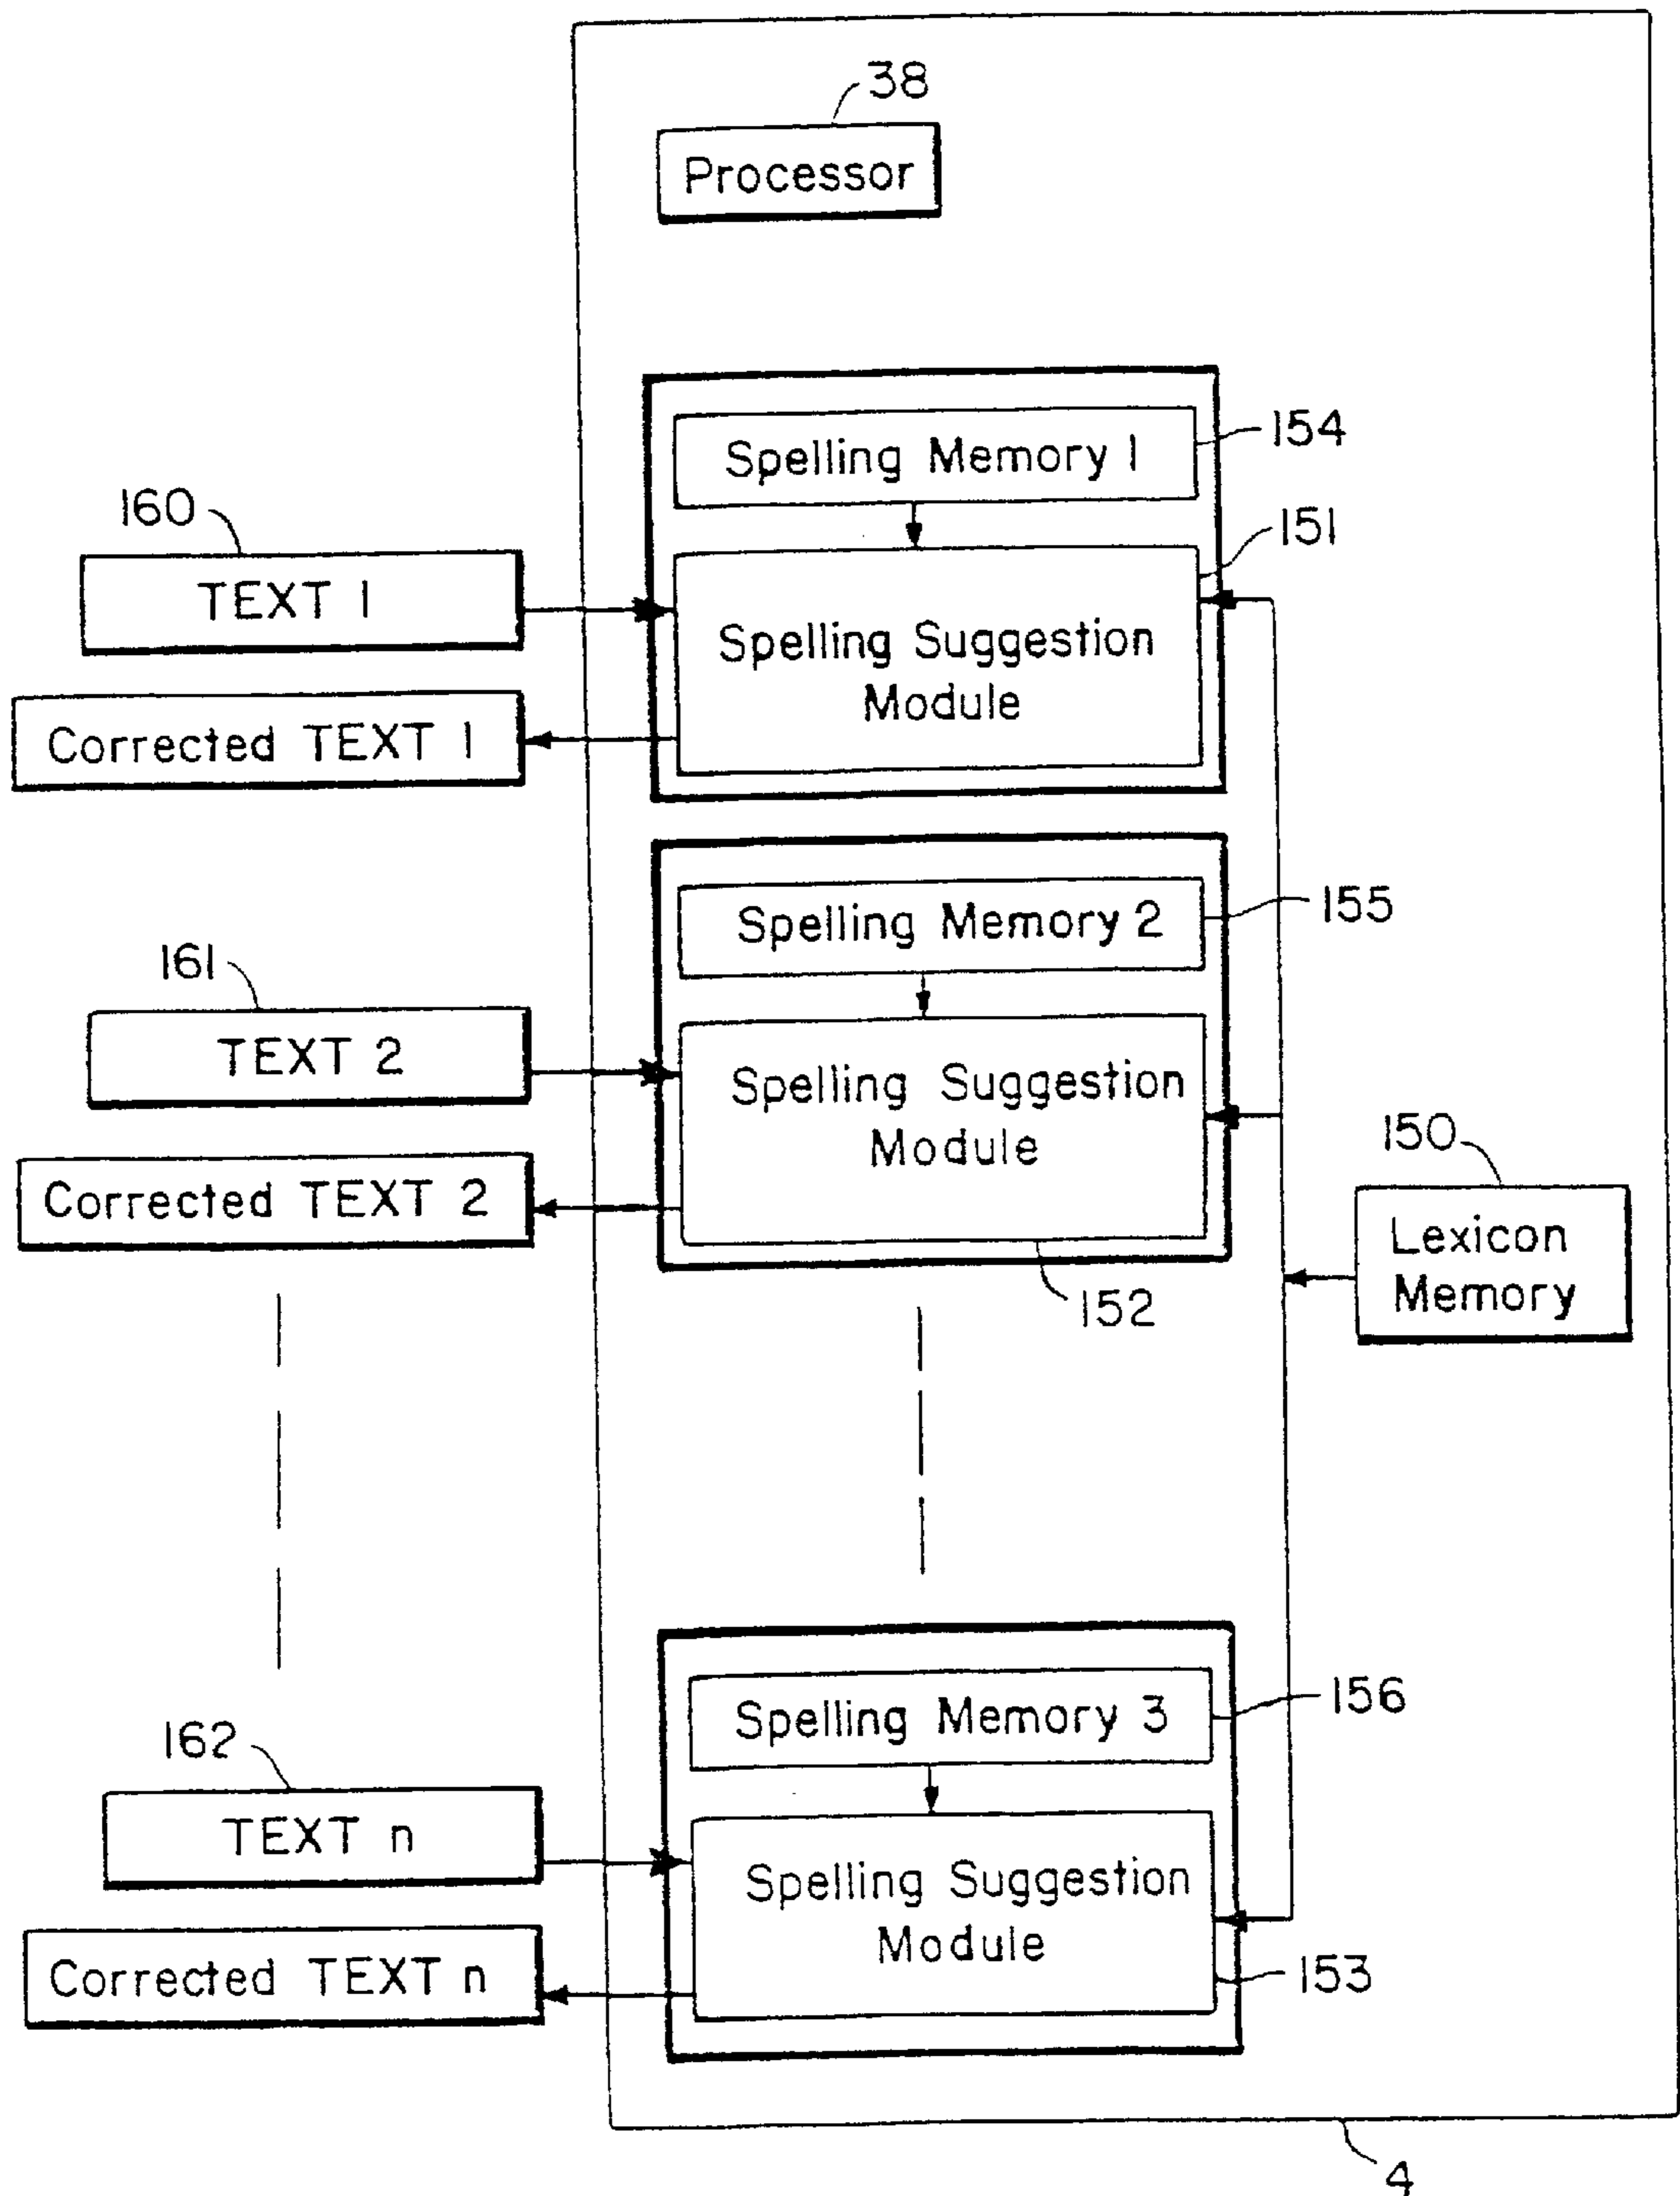 38
Processor
Spelling Memory 1
154
160
151
TEXT 1
Spelling Suggestion
Module
Corrected TEXT 1
Spelling Memory 2
155
161
TEXT 2
Spelling Suggestion
Module
150
Corrected TEXT 2
Lexicon
Memory
152
Spelling Memory 3
156
162
TEXT n
Spelling Suggestion
Module
Corrected TEXT n
153
4